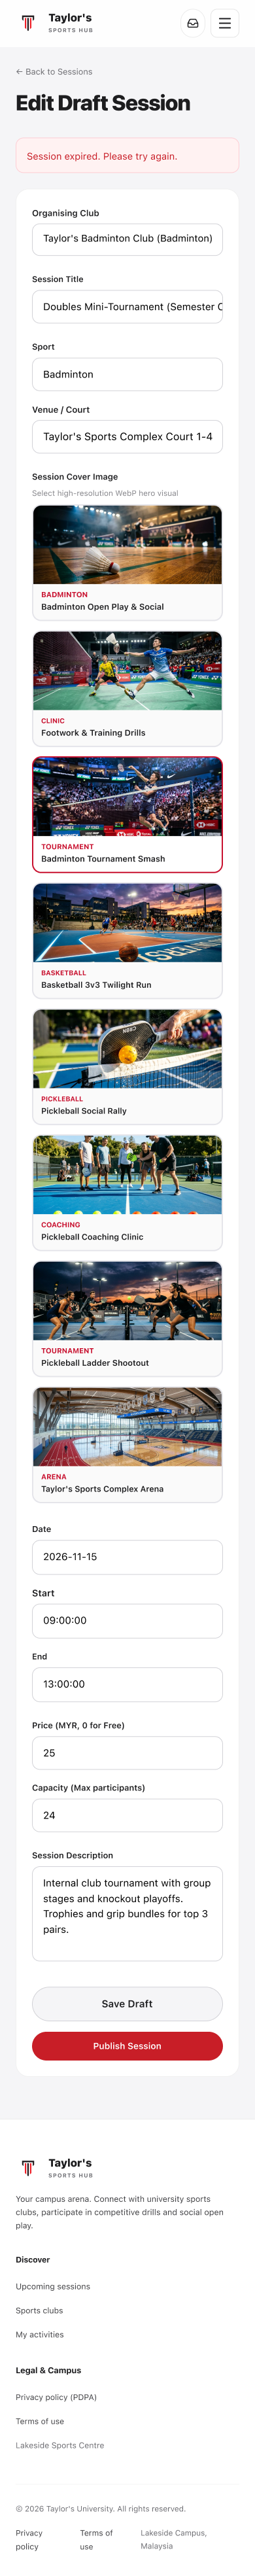 Taylor's
SPORTS HUB
← Back to Sessions
Edit Draft Session
Session expired. Please try again.
Organising Club
Taylor's Badminton Club (Badminton)
Session Title
Doubles Mini-Tournament (Semester C
Sport
Badminton
Venue / Court
Taylor's Sports Complex Court 1-4
Session Cover Image
Select high-resolution WebP hero visual
BADMINTON
Badminton Open Play & Social
CLINIC
Footwork & Training Drills
TOURNAMENT
Badminton Tournament Smash
BASKETBALL
Basketball 3v3 Twilight Run
PICKLEBALL
Pickleball Social Rally
COACHING
Pickleball Coaching Clinic
TOURNAMENT
Pickleball Ladder Shootout
ARENA
Taylor's Sports Complex Arena
Date
2026-11-15
Start
09:00:00
End
13:00:00
Price (MYR, 0 for Free)
25
Capacity (Max participants)
24
Session Description
Internal club tournament with group
stages and knockout playoffs.
Trophies and grip bundles for top 3
pairs.
Save Draft
Publish Session
Taylor's
SPORTS HUB
Your campus arena. Connect with university sports
clubs, participate in competitive drills and social open
play.
Discover
Upcoming sessions
Sports clubs
My activities
Legal & Campus
Privacy policy (PDPA)
Terms of use
Lakeside Sports Centre
© 2026 Taylor's University. All rights reserved.
Privacy policy
Terms of use
Lakeside Campus, Malaysia